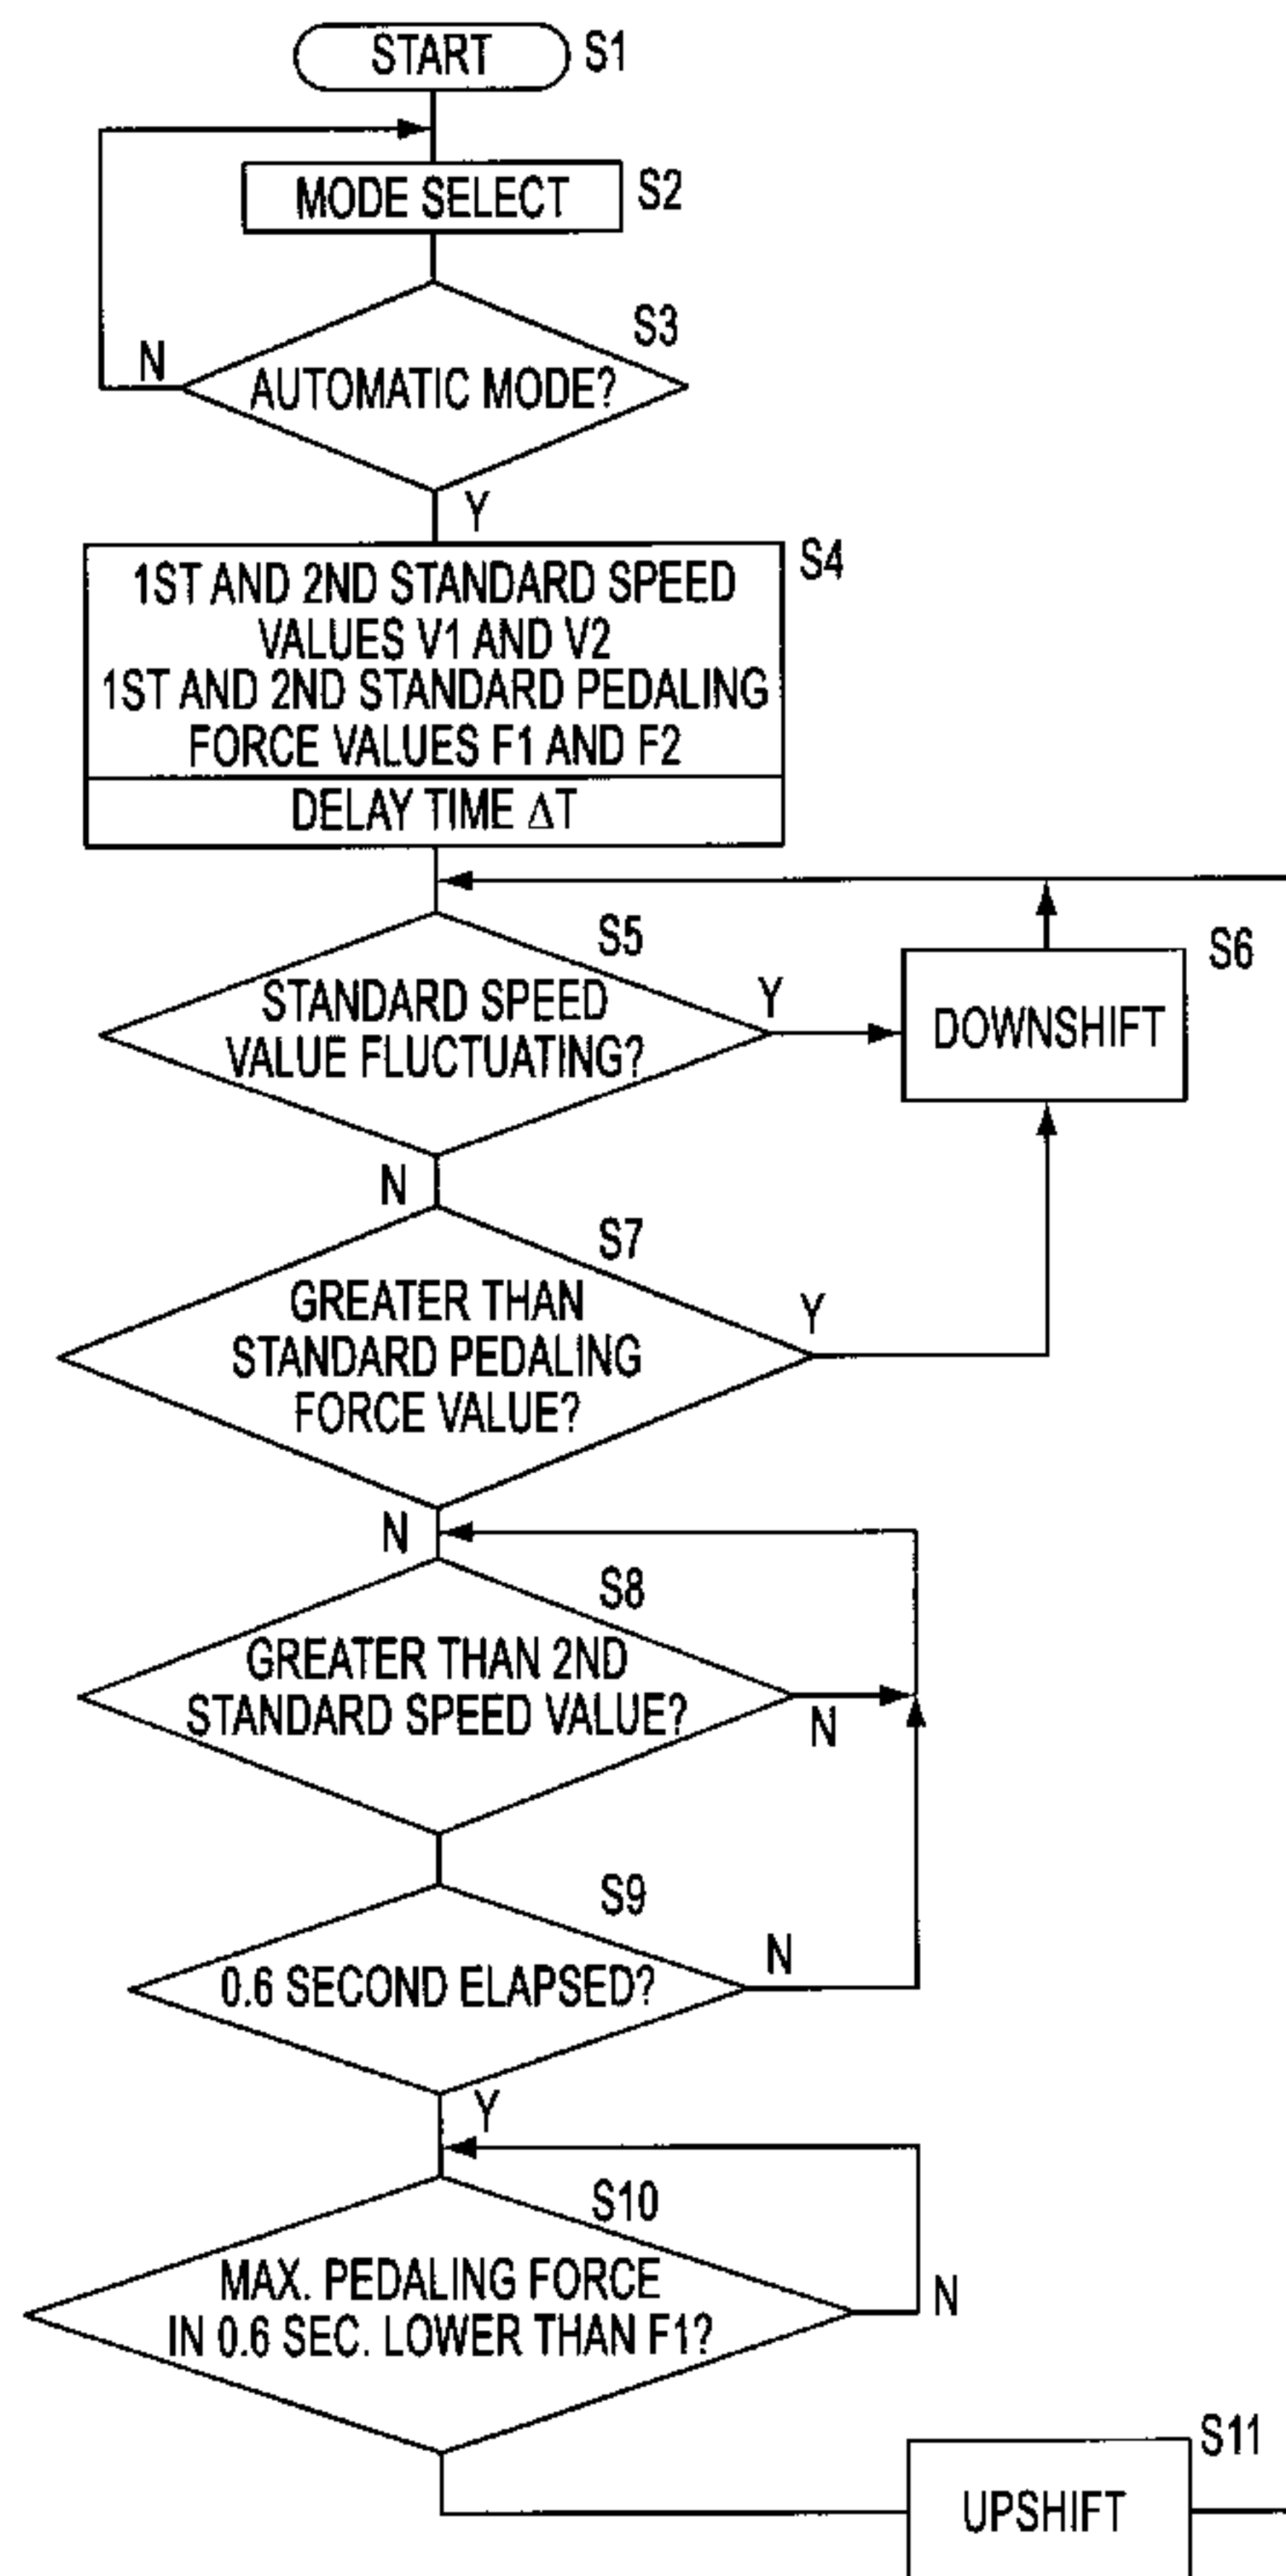 START S1
MODE SELECT S2
S3
N
AUTOMATIC MODE?
Y
S4
1ST AND 2ND STANDARD SPEED
VALUES V1 AND V2
1ST AND 2ND STANDARD PEDALING
FORCE VALUES F1 AND F2
DELAY TIME ΔT
S5
STANDARD SPEED
VALUE FLUCTUATING?
Y
S6
DOWNSHIFT
N
S7
GREATER THAN
STANDARD PEDALING
FORCE VALUE?
Y
N
S8
GREATER THAN 2ND
STANDARD SPEED VALUE?
N
S9
0.6 SECOND ELAPSED?
N
Y
S10
MAX. PEDALING FORCE
IN 0.6 SEC. LOWER THAN F1?
N
S11
UPSHIFT